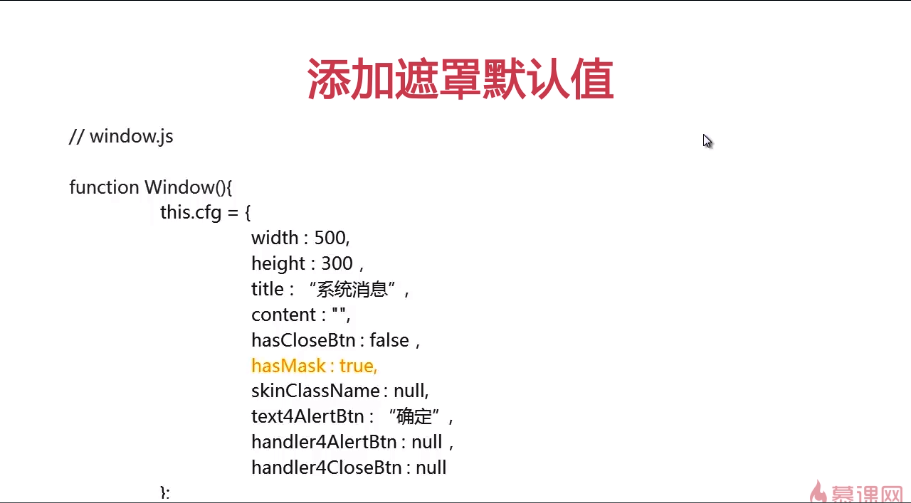 添加遮罩默认值
// window.js
function Window(){
this.cfg = {
width : 500,
height : 300 ,
title : “系统消息” ,
content : "",
hasCloseBtn : false ,
hasMask : true,
skinClassName : null,
text4AlertBtn : “确定” ,
handler4AlertBtn : null ,
handler4CloseBtn : null
};
慕课网